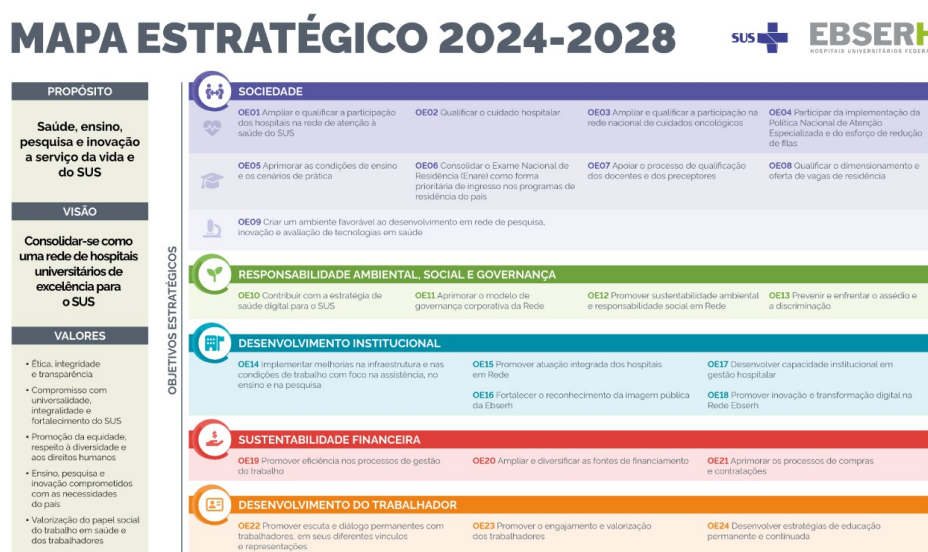 MAPA ESTRATÉGICO 2024-2028
SUS
EBSERH
HOSPITAIS UNIVERSITÁRIOS FEDERA
PROPÓSITO
Saúde, ensino,
pesquisa e inovação
a serviço da vida e
do SUS
VISÃO
Consolidar-se como
uma rede de hospitais
universitários de
excelência para
o SUS
VALORES
• Ética, integridade
e transparência
• Compromisso com
universalidade,
integralidade e
fortalecimento do SUS
• Promoção da equidade,
respeito à diversidade e
aos direitos humanos
• Ensino, pesquisa e
inovação comprometidos
com as necessidades
do país
• Valorização do papel social
do trabalho em saúde e
dos trabalhadores
OBJETIVOS ESTRATÉGICOS
SOCIEDADE
OE01 Ampliar e qualificar a participação
dos hospitais na rede de atenção à
saúde do SUS
OE02 Qualificar o cuidado hospitalar
OE03 Ampliar e qualificar a participação na
rede nacional de cuidados oncológicos
OE04 Participar da implementação da
Política Nacional de Atenção
Especializada e do esforço de redução
de filas
OE05 Aprimorar as condições de ensino
e os cenários de prática
OE06 Consolidar o Exame Nacional de
Residência (Enare) como forma
prioritária de ingresso nos programas de
residência do país
OE07 Apoiar o processo de qualificação
dos docentes e dos preceptores
OE08 Qualificar o dimensionamento e
oferta de vagas de residência
OE09 Criar um ambiente favorável ao desenvolvimento em rede de pesquisa,
inovação e avaliação de tecnologias em saúde
RESPONSABILIDADE AMBIENTAL, SOCIAL E GOVERNANÇA
OE10 Contribuir com a estratégia de
saúde digital para o SUS
OE11 Aprimorar o modelo de
governança corporativa da Rede
OE12 Promover sustentabilidade ambiental
e responsabilidade social em Rede
OE13 Prevenir e enfrentar o assédio e
a discriminação
DESENVOLVIMENTO INSTITUCIONAL
OE14 Implementar melhorias na infraestrutura e nas
condições de trabalho com foco na assistência, no
ensino e na pesquisa
OE15 Promover atuação integrada dos hospitais
em Rede
OE16 Fortalecer o reconhecimento da imagem pública
da Ebserh
OE17 Desenvolver capacidade institucional em
gestão hospitalar
OE18 Promover inovação e transformação digital na
Rede Ebserh
SUSTENTABILIDADE FINANCEIRA
OE19 Promover eficiência nos processos de gestão
do trabalho
OE20 Ampliar e diversificar as fontes de financiamento
OE21 Aprimorar os processos de compras
e contratações
DESENVOLVIMENTO DO TRABALHADOR
OE22 Promover escuta e diálogo permanentes com
trabalhadores, em seus diferentes vínculos
e representações
OE23 Promover o engajamento e valorização
dos trabalhadores
OE24 Desenvolver estratégias de educação
permanente e continuada